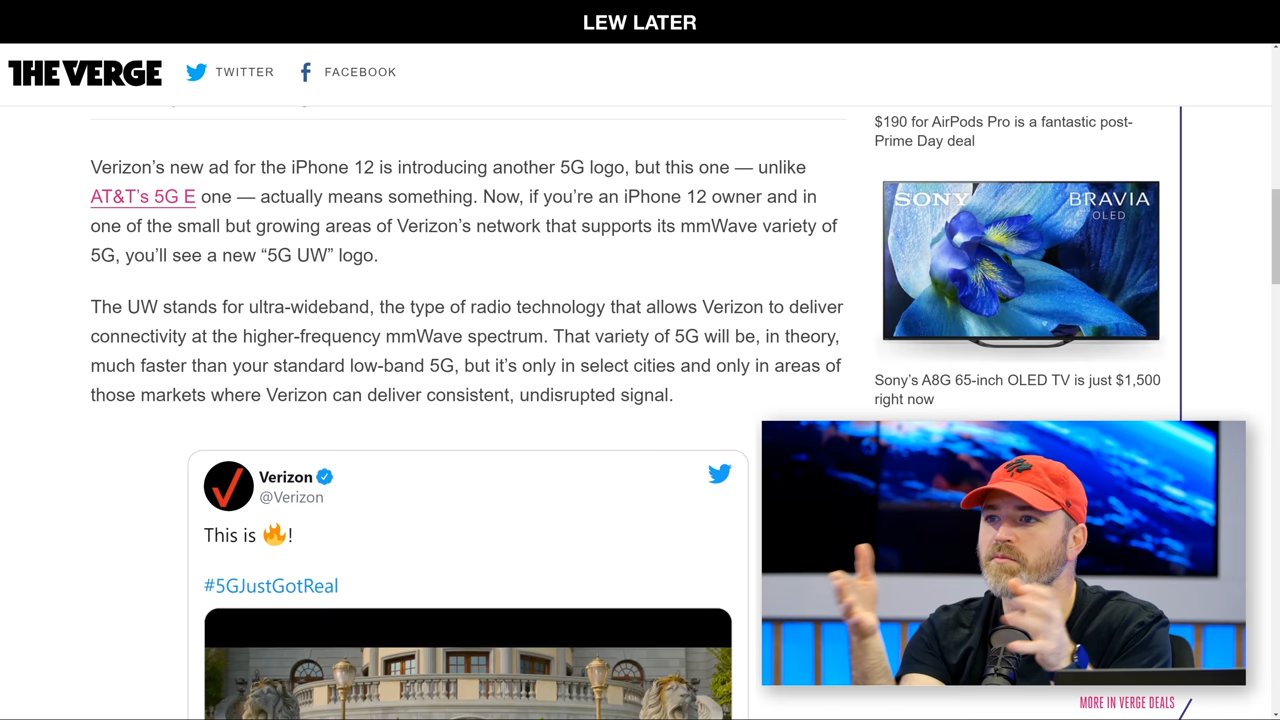 LEW LATER
THE VERGE
TWITTER
FACEBOOK
Verizon’s new ad for the iPhone 12 is introducing another 5G logo, but this one — unlike
AT&T’s 5G E one — actually means something. Now, if you’re an iPhone 12 owner and in
one of the small but growing areas of Verizon’s network that supports its mmWave variety of
5G, you’ll see a new “5G UW” logo.
The UW stands for ultra-wideband, the type of radio technology that allows Verizon to deliver
connectivity at the higher-frequency mmWave spectrum. That variety of 5G will be, in theory,
much faster than your standard low-band 5G, but it’s only in select cities and only in areas of
those markets where Verizon can deliver consistent, undisrupted signal.
Verizon
@Verizon
This is 🔥!
#5GJustGotReal
$190 for AirPods Pro is a fantastic post-
Prime Day deal
SONY
BRAVIA
OLED
Sony’s A8G 65-inch OLED TV is just $1,500
right now
MORE IN VERGE DEALS